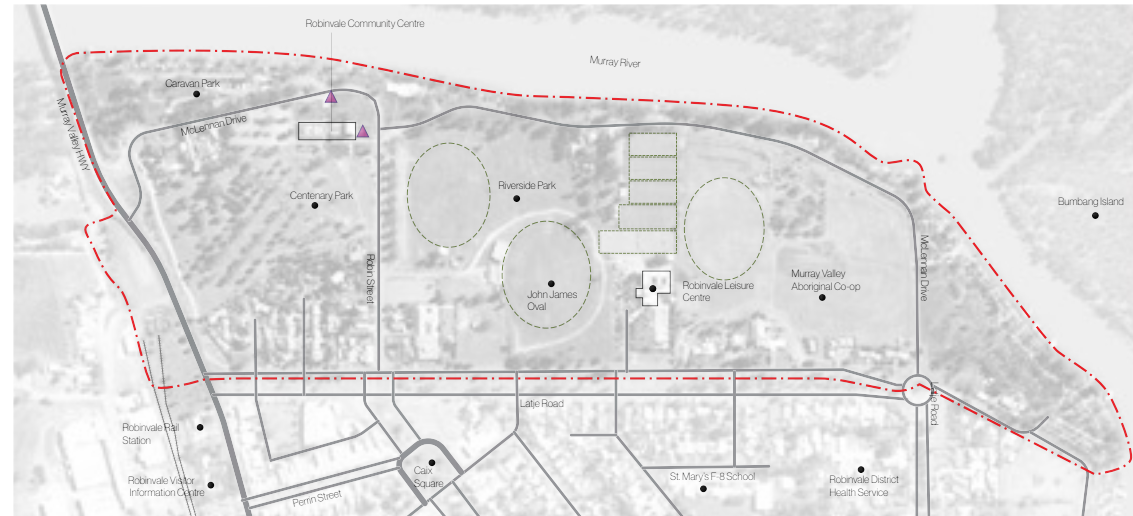 Robinvale Community Centre
Murray River
Caravan Park
McLennan Drive
Murray Valley HWY
Centenary Park
Riverside Park
Bumbang Island
Robin Street
John James
Oval
Robinvale Leisure
Centre
Murray Valley
Aboriginal Co-op
McLennan Drive
Latje Road
Latje Road
Robinvale Rail
Station
Caix
Square
Robinvale Visitor
Information Centre
Perrin Street
St. Mary's F-8 School
Robinvale District
Health Service